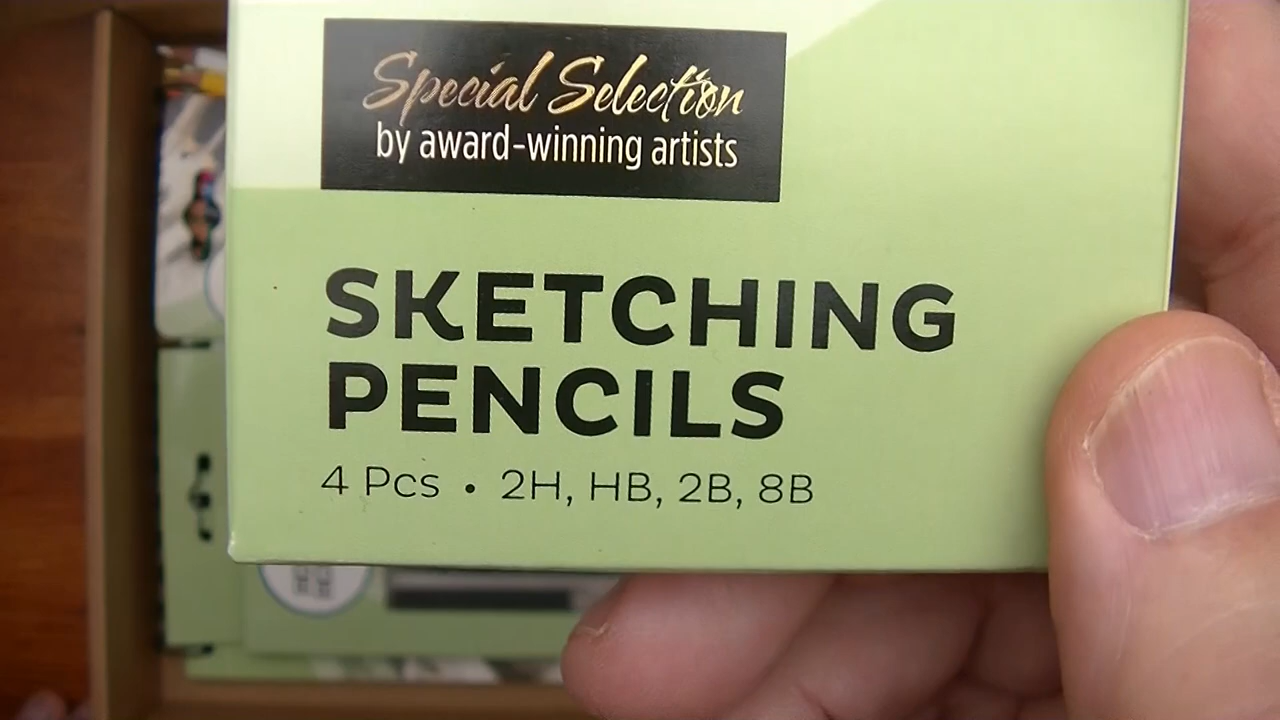 Special Selection
by award-winning artists
SKETCHING
PENCILS
4 Pcs • 2H, HB, 2B, 8B